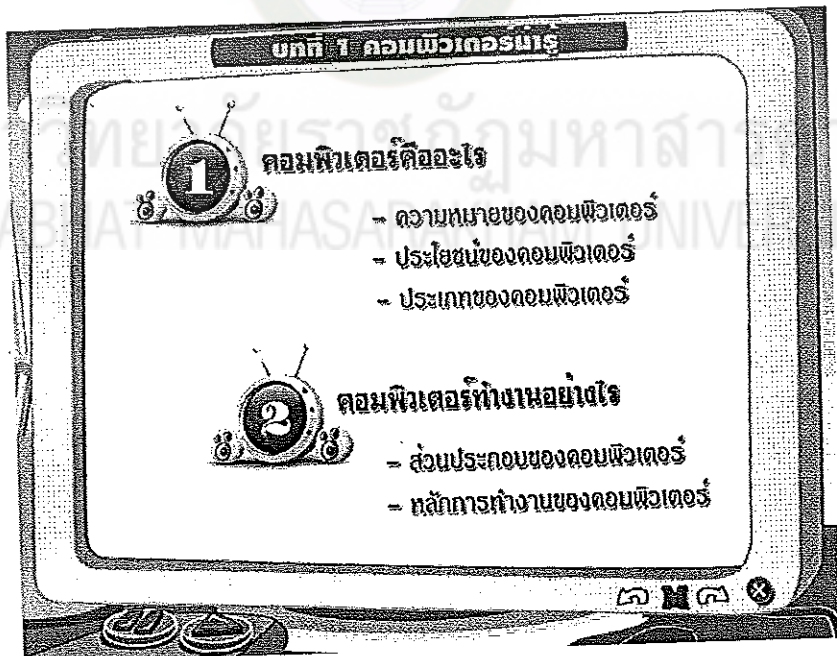 บทที่ 1 คอมพิวเตอร์น่ารู้
1 คอมพิวเตอร์คืออะไร
- ความหมายของคอมพิวเตอร์
- ประโยชน์ของคอมพิวเตอร์
- ประเภทของคอมพิวเตอร์
2 คอมพิวเตอร์ทำงานอย่างไร
- ส่วนประกอบของคอมพิวเตอร์
- หลักการทำงานของคอมพิวเตอร์